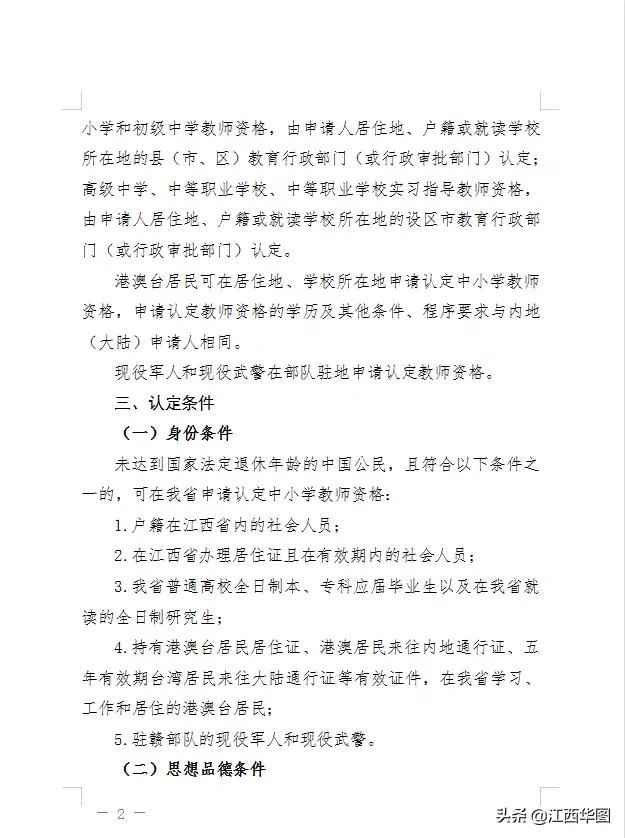 小学和初级中学教师资格，由申请人居住地、户籍或就读学校
所在地的县（市、区）教育行政部门（或行政审批部门）认定；
高级中学、中等职业学校、中等职业学校实习指导教师资格，
由申请人居住地、户籍或就读学校所在地的设区市教育行政部
门（或行政审批部门）认定。
港澳台居民可在居住地、学校所在地申请认定中小学教师
资格，申请认定教师资格的学历及其他条件、程序要求与内地
（大陆）申请人相同。
现役军人和现役武警在部队驻地申请认定教师资格。
三、认定条件
（一）身份条件
未达到国家法定退休年龄的中国公民，且符合以下条件之
一的，可在我省申请认定中小学教师资格：
1.户籍在江西省内的社会人员；
2.在江西省办理居住证且在有效期内的社会人员；
3.我省普通高校全日制本、专科应届毕业生以及在我省就
读的全日制研究生；
4.持有港澳台居民居住证、港澳居民来往内地通行证、五
年有效期台湾居民来往大陆通行证等有效证件，在我省学习、
工作和居住的港澳台居民；
5.驻赣部队的现役军人和现役武警。
（二）思想品德条件
— 2 —
头条 @江西华图